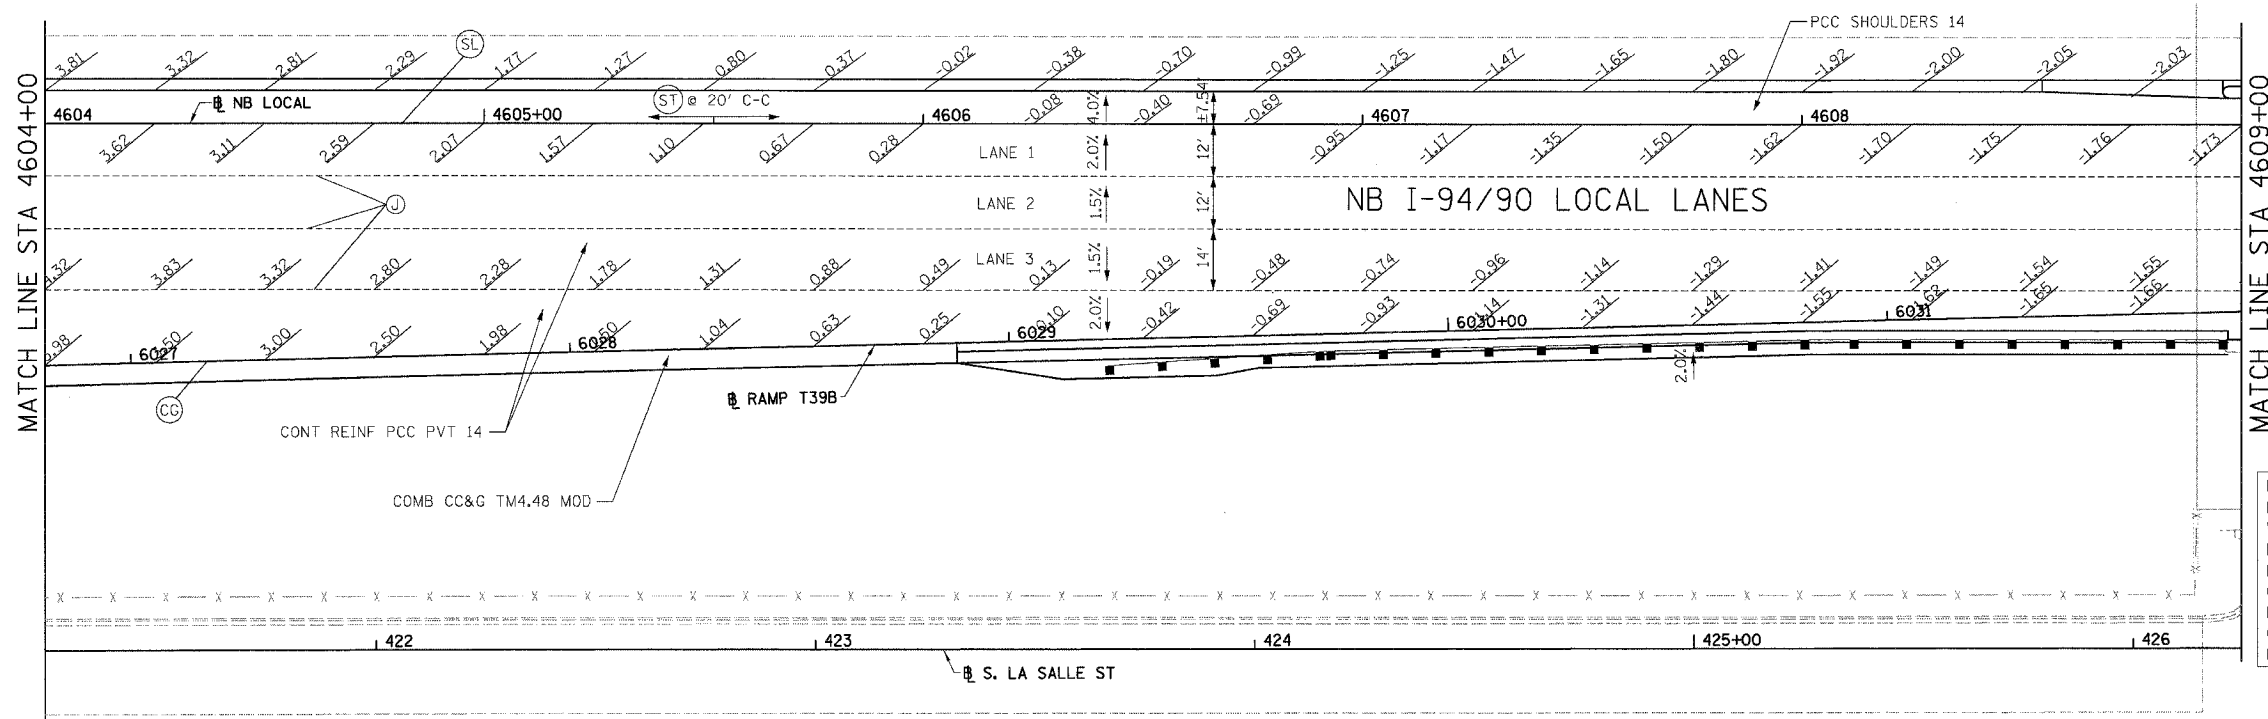 PCC SHOULDERS 14
MATCH LINE STA 4604+00
3.81 3.32 2.81 2.29 SL 1.77 1.27 0.80 0.37 -0.02 -0.38 -0.70 -0.99 -1.25 -1.47 -1.65 -1.80 -1.92 -2.00 -2.05 -2.03
4604 ℄ NB LOCAL 4605+00 ST @ 20' C-C 4606 -0.08 4.0% -0.40 ±7.54' -0.69 4607 4608
3.62 3.11 2.59 2.07 1.57 1.10 0.67 0.28 LANE 1 2.0% 12' -0.95 -1.17 -1.35 -1.50 -1.62 -1.70 -1.75 -1.76 -1.73
J LANE 2 1.5% 12' NB I-94/90 LOCAL LANES
.32 3.83 3.32 2.80 2.28 1.78 1.31 0.88 0.49 LANE 3 0.13 1.5% -0.19 14' -0.48 -0.74 -0.96 -1.14 -1.29 -1.41 -1.49 -1.54 -1.55
.98 6027 .50 3.00 2.50 1.98 6028 .50 1.04 0.63 0.25 6029 0.10 2.0% -0.42 -0.69 -0.93 6030+00 -1.14 -1.31 -1.44 -1.55 6031 -1.62 -1.65 -1.66
2.0%
CG
℄ RAMP T39B
CONT REINF PCC PVT 14
COMB CC&G TM4.48 MOD
X X X X X X X X X X X X X X X X X X X X X X X X X X X X X X X X X X X X X X X X X X X
422 423 424 425+00 426
℄ S. LA SALLE ST
MATCH LINE STA 4609+00